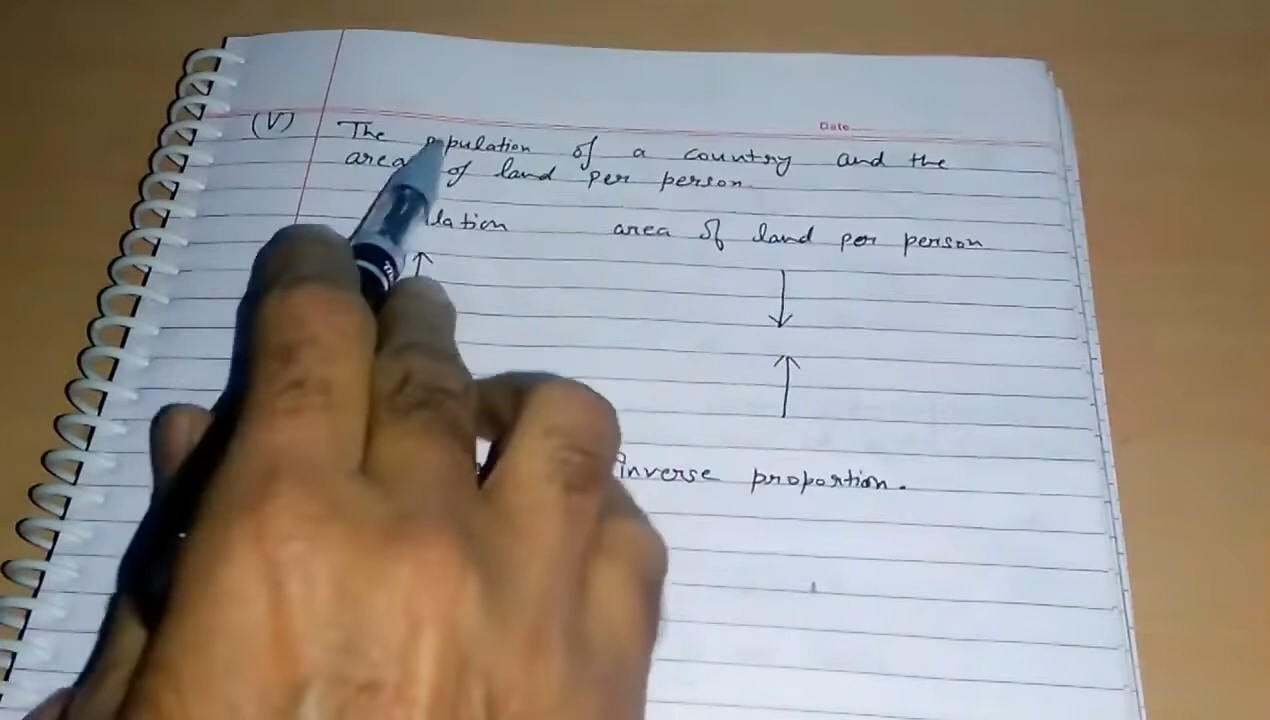 Date
(V) The population of a country and the
area of land per person.
lation area of land per person
inverse proportion.